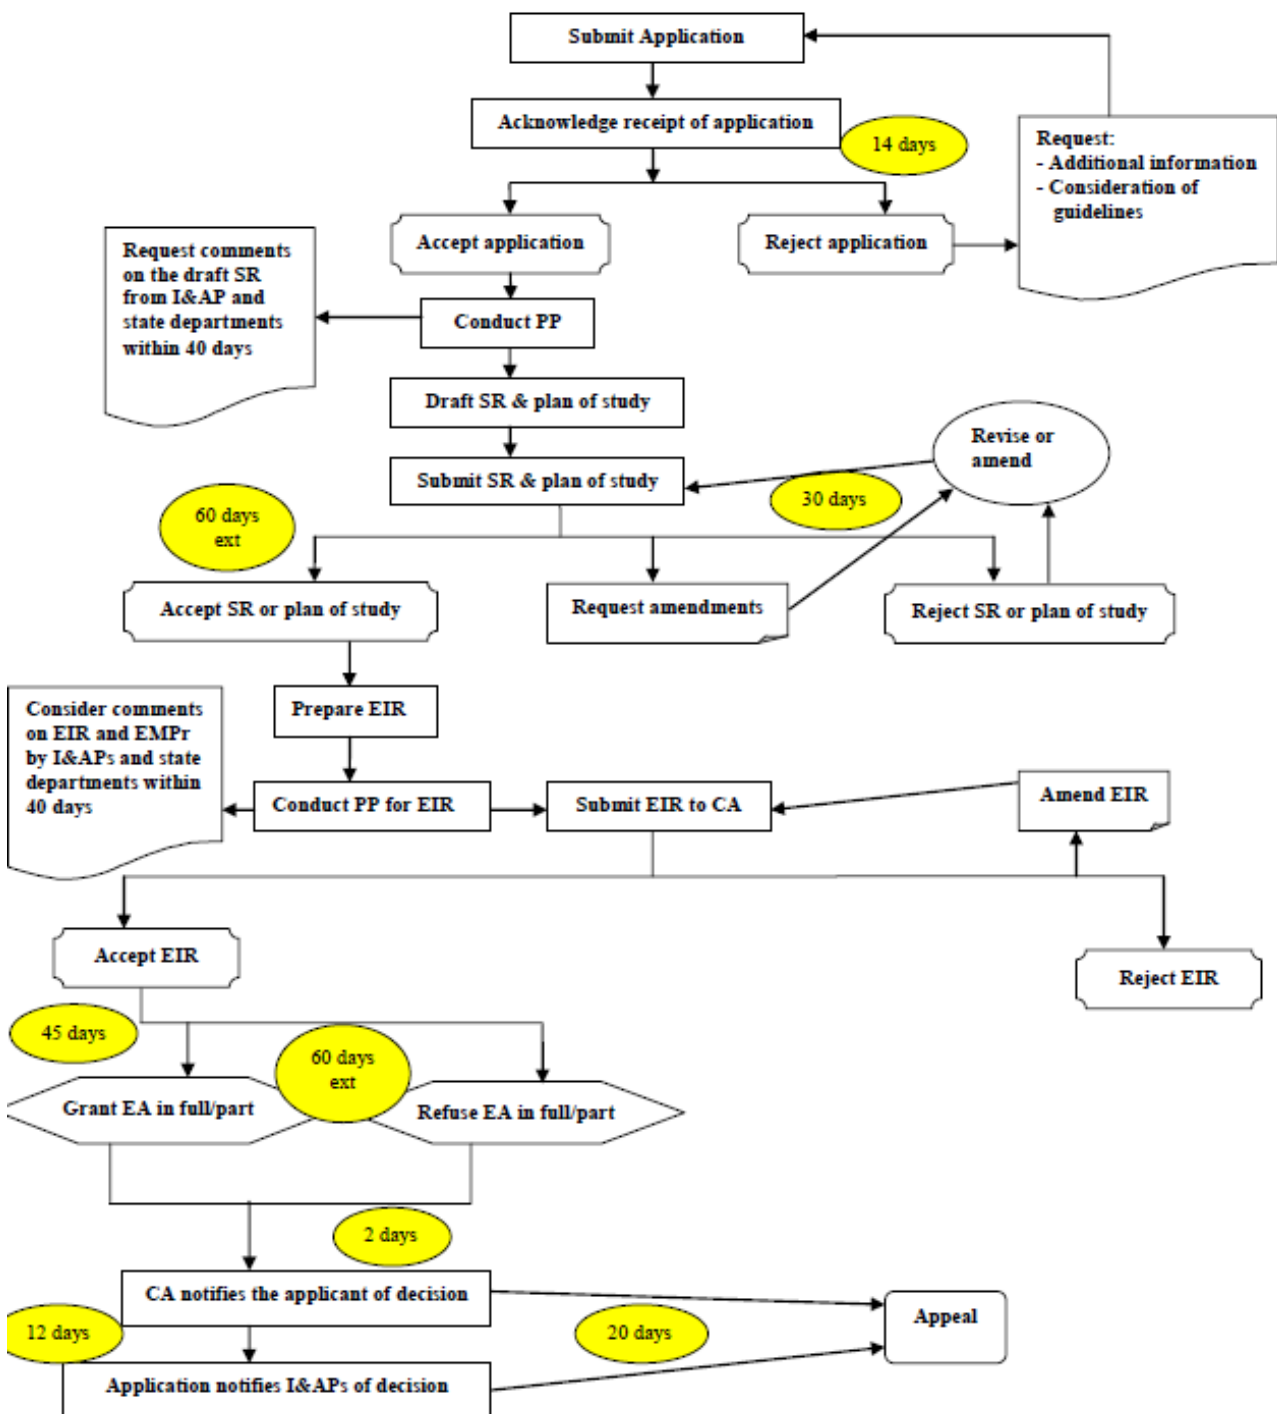 Submit Application
Acknowledge receipt of application
14 days
Request:
- Additional information
- Consideration of
guidelines
Accept application
Reject application
Request comments
on the draft SR
from I&AP and
state departments
within 40 days
Conduct PP
Draft SR & plan of study
Revise or
amend
Submit SR & plan of study
30 days
60 days
ext
Accept SR or plan of study
Request amendments
Reject SR or plan of study
Prepare EIR
Consider comments
on EIR and EMPr
by I&APs and state
departments within
40 days
Conduct PP for EIR
Submit EIR to CA
Amend EIR
Accept EIR
Reject EIR
45 days
60 days
ext
Grant EA in full/part
Refuse EA in full/part
2 days
CA notifies the applicant of decision
Appeal
12 days
20 days
Application notifies I&APs of decision